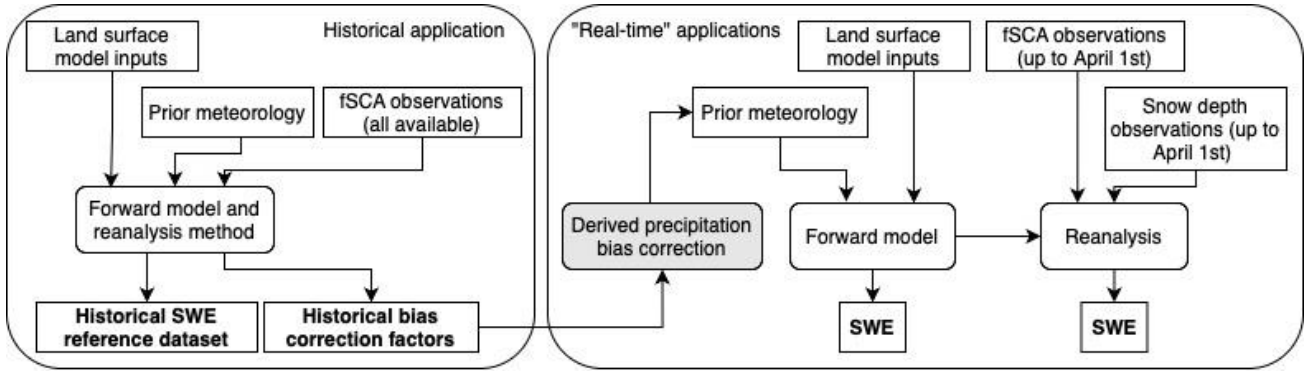 Historical application
Land surface
model inputs
Prior meteorology
fSCA observations
(all available)
Forward model and
reanalysis method
Historical SWE
reference dataset
Historical bias
correction factors
"Real-time" applications
Land surface
model inputs
fSCA observations
(up to April 1st)
Prior meteorology
Snow depth
observations (up to
April 1st)
Derived precipitation
bias correction
Forward model
Reanalysis
SWE
SWE